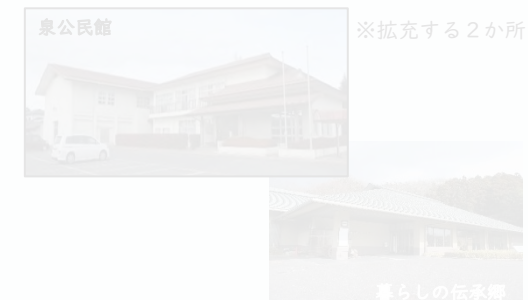 泉公民館
※拡充する２か所
暮らしの伝承郷